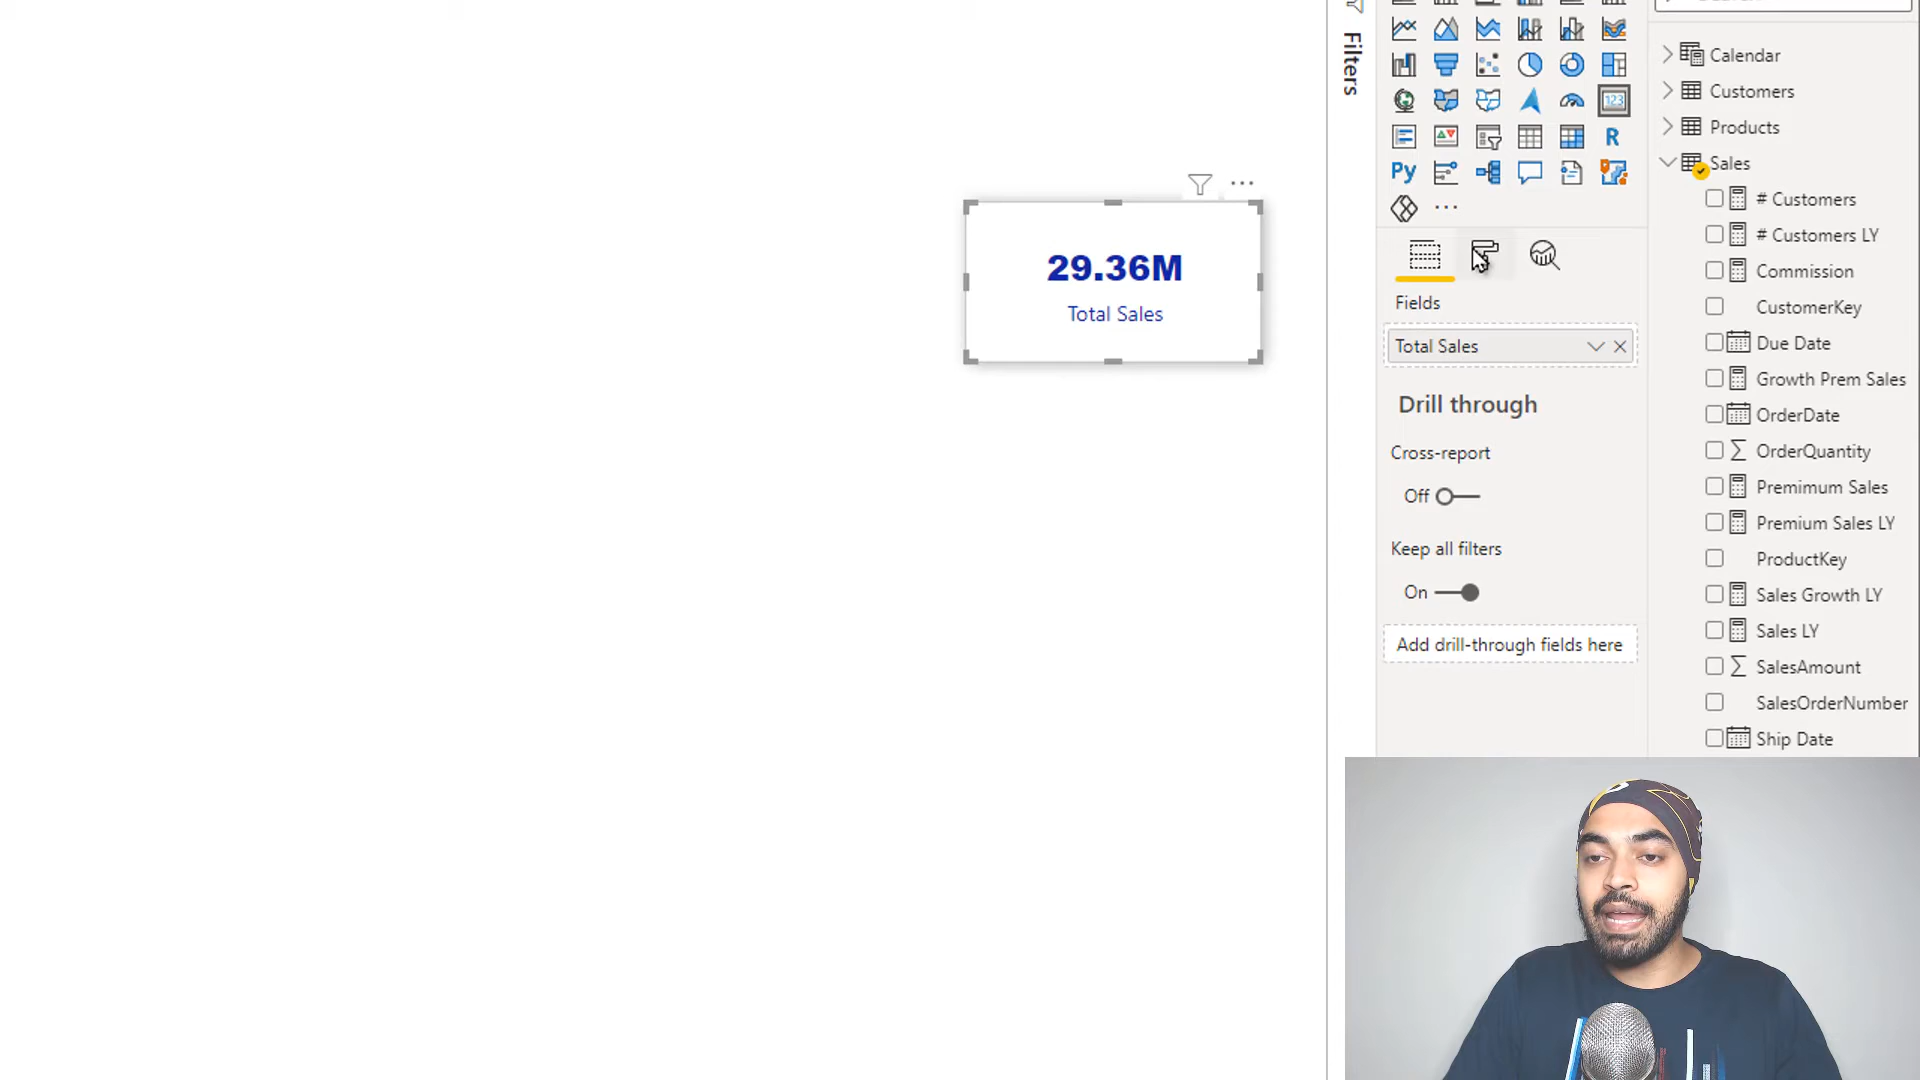 Filters
29.36M
Total Sales
123
R
Py
Fields
Total Sales
Drill through
Cross-report
Off
Keep all filters
On
Add drill-through fields here
Calendar
Customers
Products
Sales
# Customers
# Customers LY
Commission
CustomerKey
Due Date
Growth Prem Sales
OrderDate
OrderQuantity
Premimum Sales
Premium Sales LY
ProductKey
Sales Growth LY
Sales LY
SalesAmount
SalesOrderNumber
Ship Date